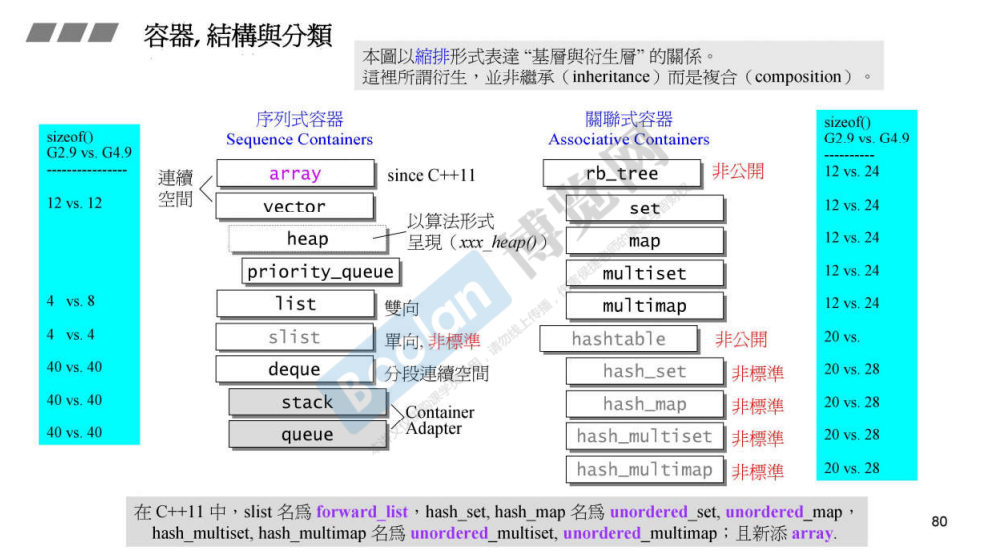 容器, 結構與分類
本圖以縮排形式表達 “基層與衍生層” 的關係。
這裡所謂衍生，並非繼承（inheritance）而是複合（composition）。
sizeof()
G2.9 vs. G4.9
----------------
12 vs. 12
4 vs. 8
4 vs. 4
40 vs. 40
40 vs. 40
40 vs. 40
序列式容器
Sequence Containers
連續
空間
array
since C++11
vector
heap
以算法形式
呈現（xxx_heap()）
priority_queue
list
雙向
slist
單向, 非標準
deque
分段連續空間
stack
queue
Container
Adapter
關聯式容器
Associative Containers
rb_tree
非公開
set
map
multiset
multimap
hashtable
非公開
hash_set
非標準
hash_map
非標準
hash_multiset
非標準
hash_multimap
非標準
sizeof()
G2.9 vs. G4.9
----------
12 vs. 24
12 vs. 24
12 vs. 24
12 vs. 24
12 vs. 24
20 vs.
20 vs. 28
20 vs. 28
20 vs. 28
20 vs. 28
Boolan 博览网
在 C++11 中，slist 名爲 forward_list，hash_set, hash_map 名爲 unordered_set, unordered_map，
hash_multiset, hash_multimap 名爲 unordered_multiset, unordered_multimap；且新添 array.
80